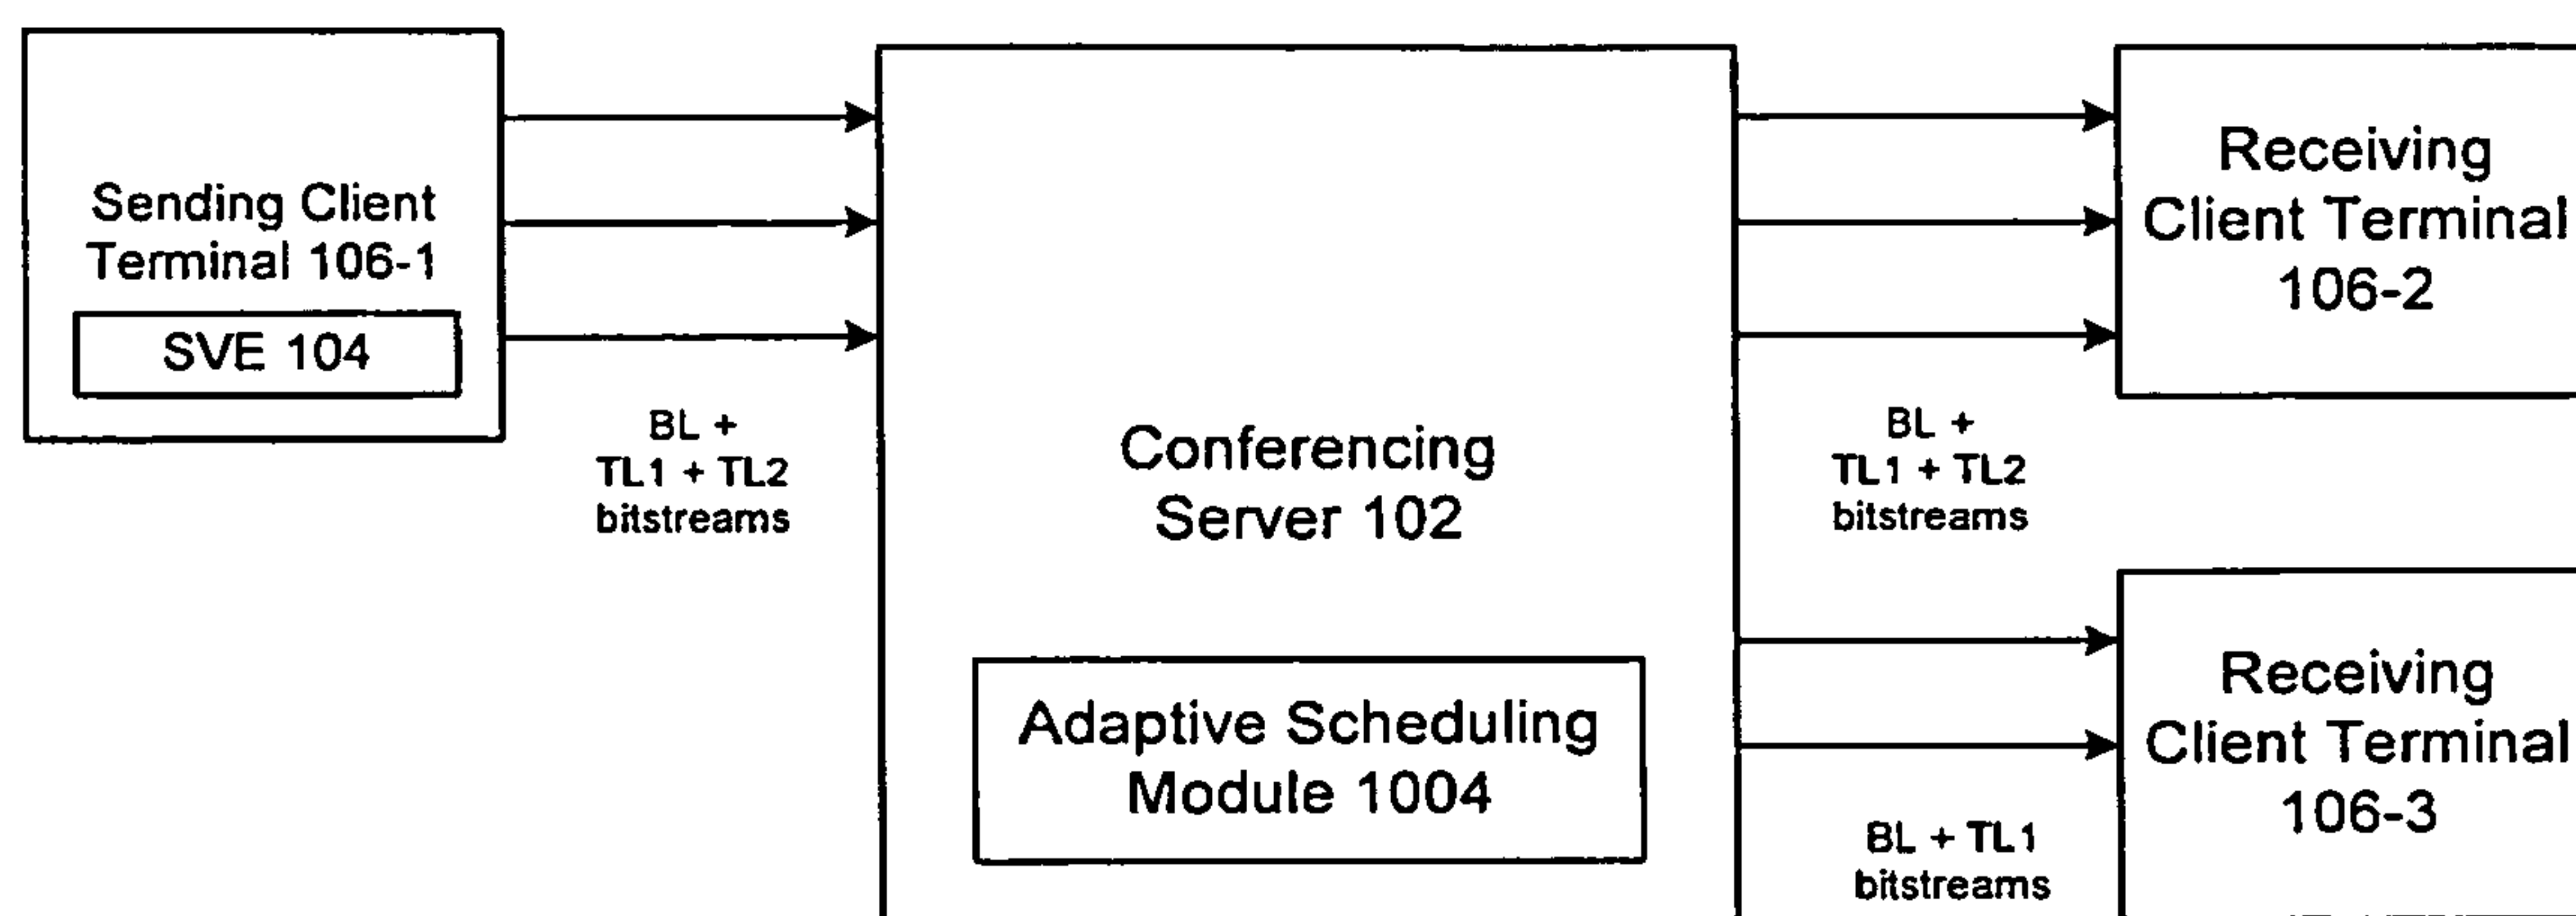 Sending Client
Terminal 106-1
SVE 104
BL +
TL1 + TL2
bitstreams
Conferencing
Server 102
Adaptive Scheduling
Module 1004
Receiving
Client Terminal
106-2
BL +
TL1 + TL2
bitstreams
Receiving
Client Terminal
106-3
BL + TL1
bitstreams